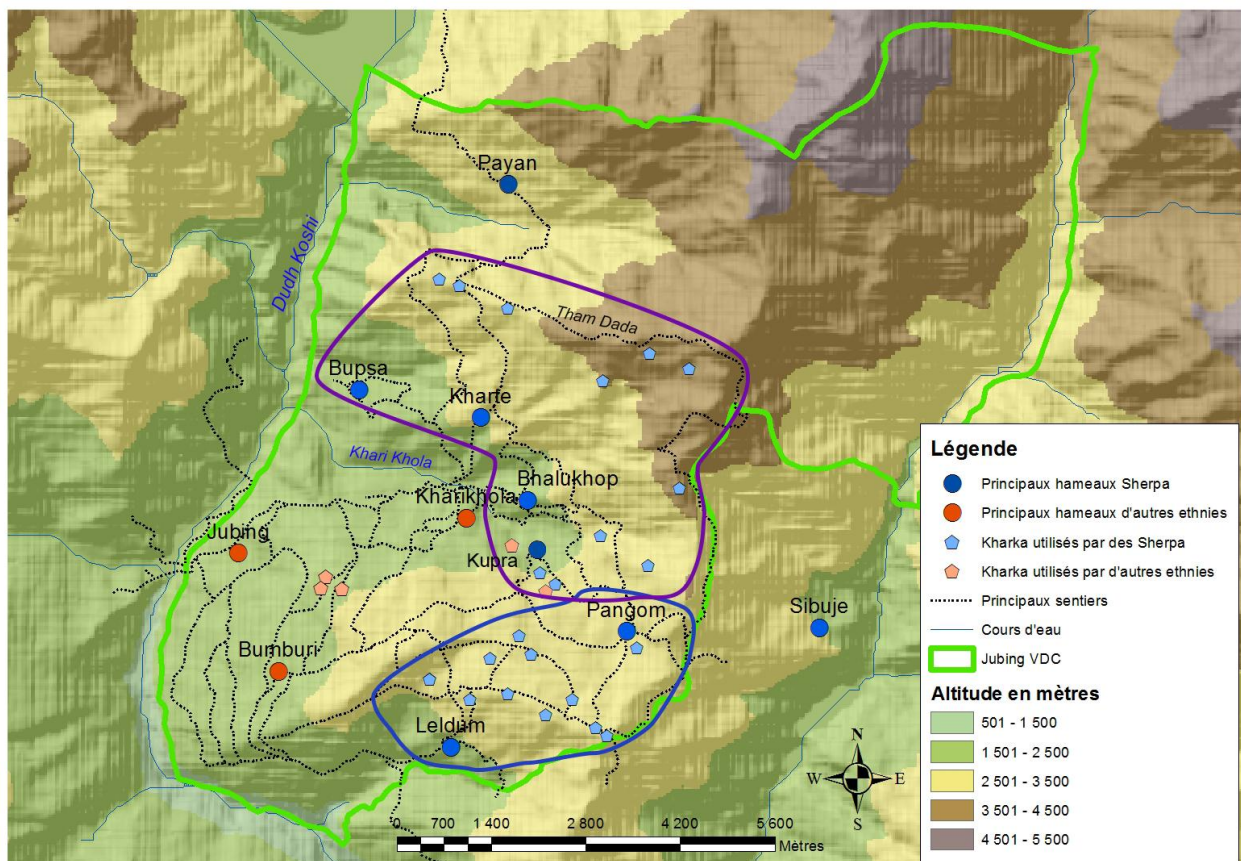 Payan
Dudh Koshi
Tham Dada
Bupsa
Kharte
Khari Khola
Bhalukhop
Kharikhola
Jubing
Kupra
Pangom
Sibuje
Bumburi
Leldum
Légende
Principaux hameaux Sherpa
Principaux hameaux d'autres ethnies
Kharka utilisés par des Sherpa
Kharka utilisés par d'autres ethnies
Principaux sentiers
Cours d'eau
Jubing VDC
Altitude en mètres
501 - 1 500
1 501 - 2 500
2 501 - 3 500
3 501 - 4 500
4 501 - 5 500
N
W E
S
0 700 1 400 2 800 4 200 5 600
Mètres